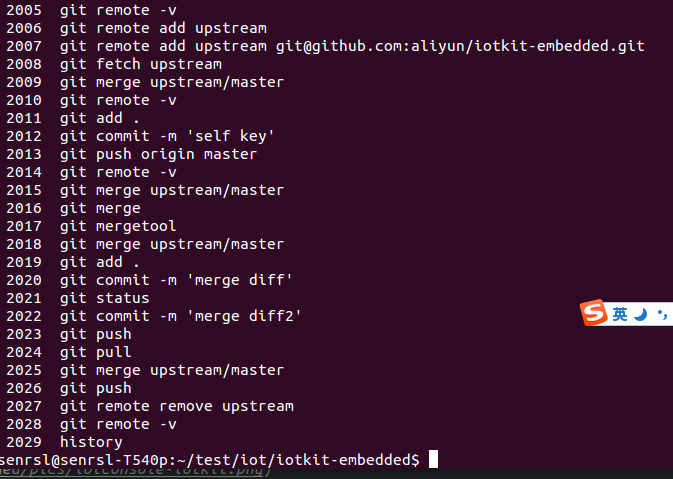 2005 git remote -v
2006 git remote add upstream
2007 git remote add upstream git@github.com:aliyun/iotkit-embedded.git
2008 git fetch upstream
2009 git merge upstream/master
2010 git remote -v
2011 git add .
2012 git commit -m 'self key'
2013 git push origin master
2014 git remote -v
2015 git merge upstream/master
2016 git merge
2017 git mergetool
2018 git merge upstream/master
2019 git add .
2020 git commit -m 'merge diff'
2021 git status
2022 git commit -m 'merge diff2'
2023 git push
2024 git pull
2025 git merge upstream/master
2026 git push
2027 git remote remove upstream
2028 git remote -v
2029 history
senrsl@senrsl-T540p:~/test/iot/iotkit-embedded$
S 英